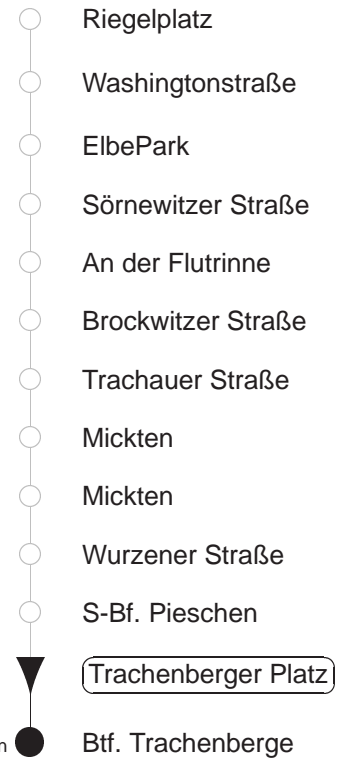 Riegelplatz
Washingtonstraße
ElbePark
Sörnewitzer Straße
An der Flutrinne
Brockwitzer Straße
Trachauer Straße
Mickten
Mickten
Wurzener Straße
S-Bf. Pieschen
Trachenberger Platz
Btf. Trachenberge